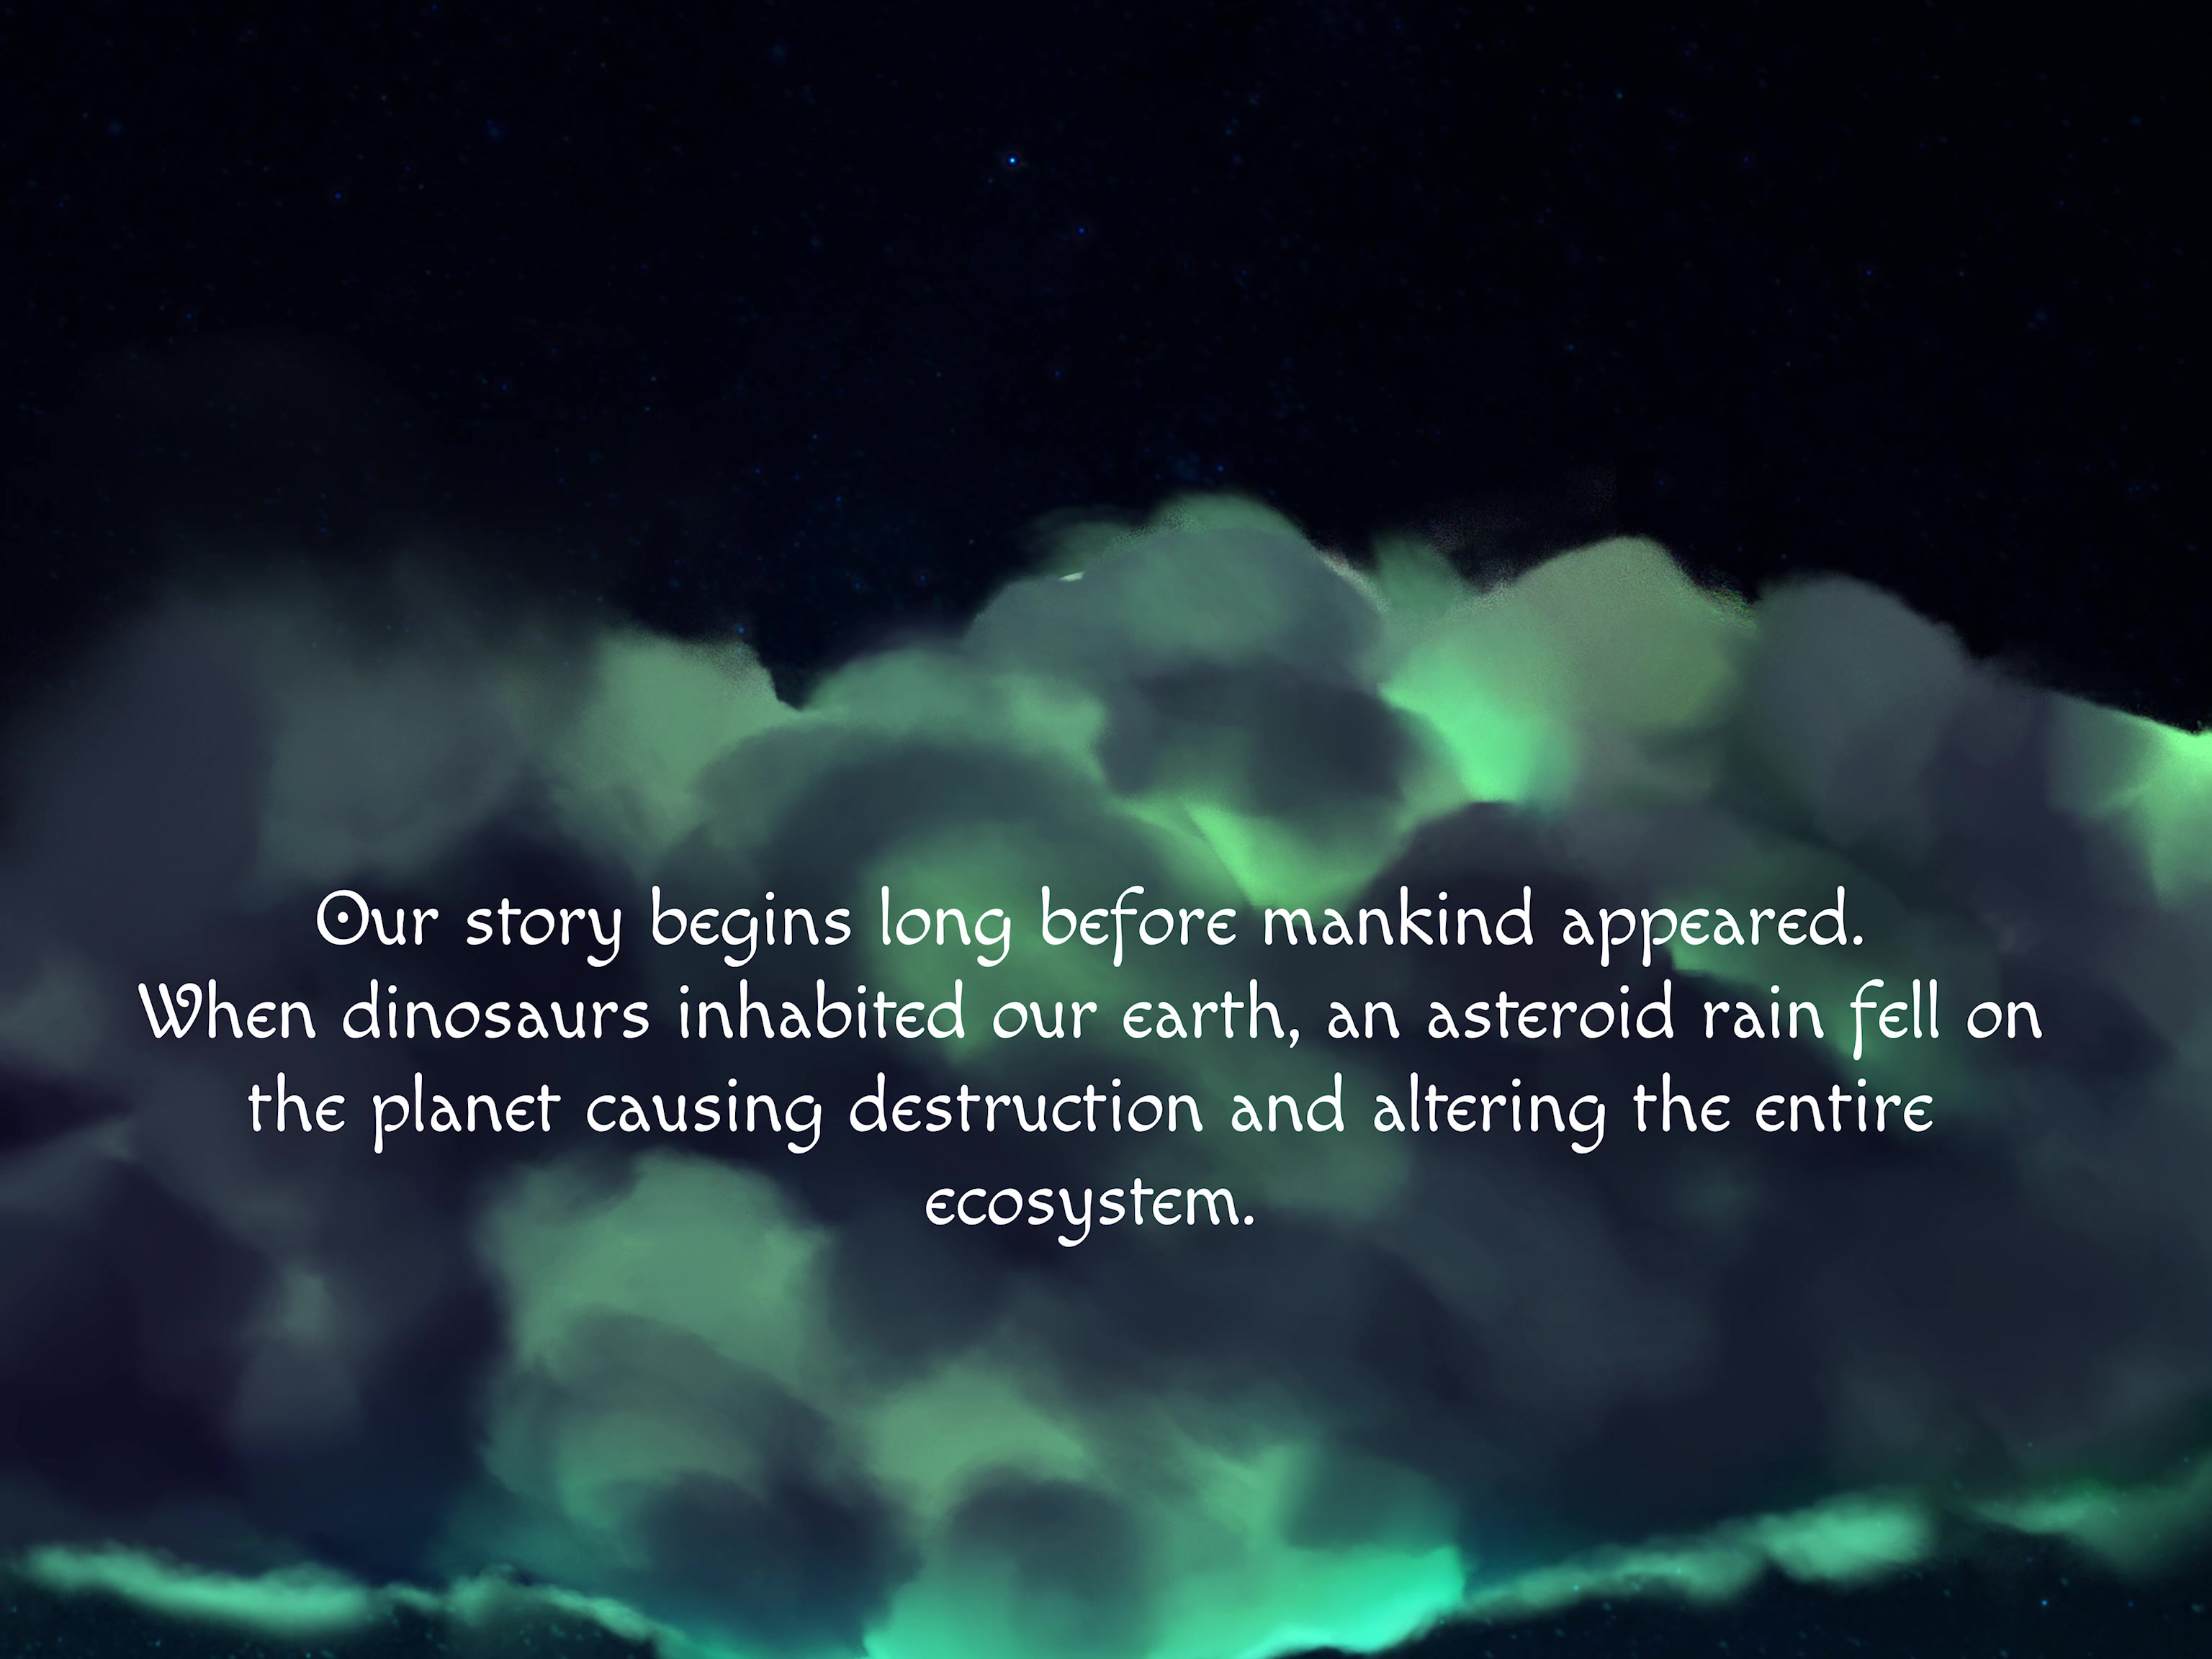 Our story begins long before mankind appeared.
When dinosaurs inhabited our earth, an asteroid rain fell on
the planet causing destruction and altering the entire
ecosystem.